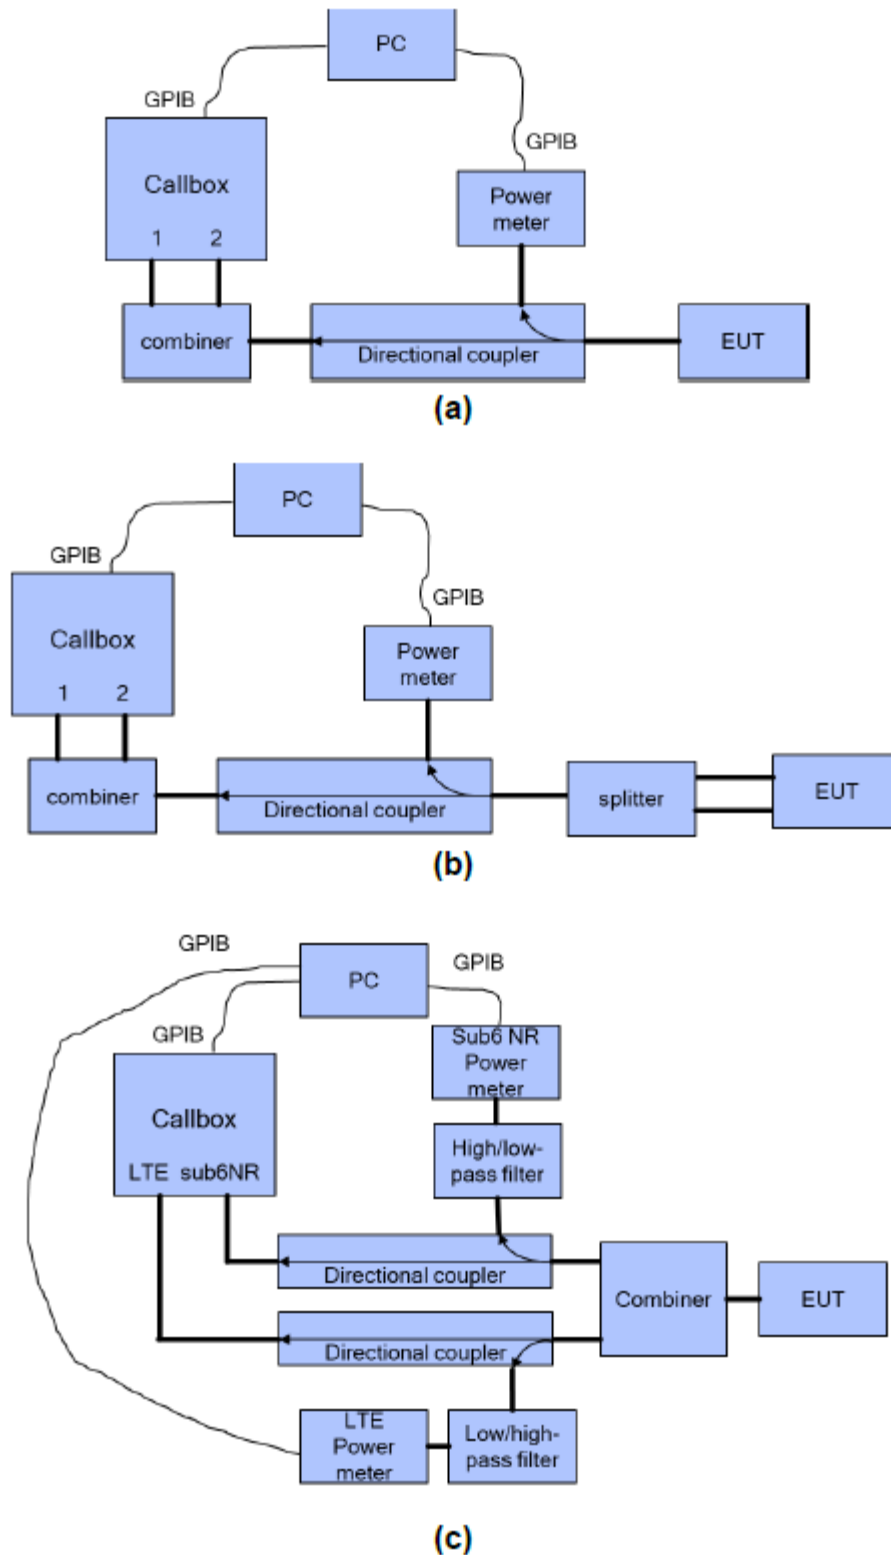 PC
GPIB
GPIB
Callbox
1 2
Power
meter
combiner
Directional coupler
EUT
(a)
PC
GPIB
GPIB
Callbox
1 2
Power
meter
combiner
Directional coupler
splitter
EUT
(b)
GPIB
PC
GPIB
GPIB
Sub6 NR
Power
meter
Callbox
LTE sub6NR
High/low-
pass filter
Directional coupler
Combiner
EUT
Directional coupler
LTE
Power
meter
Low/high-
pass filter
(c)